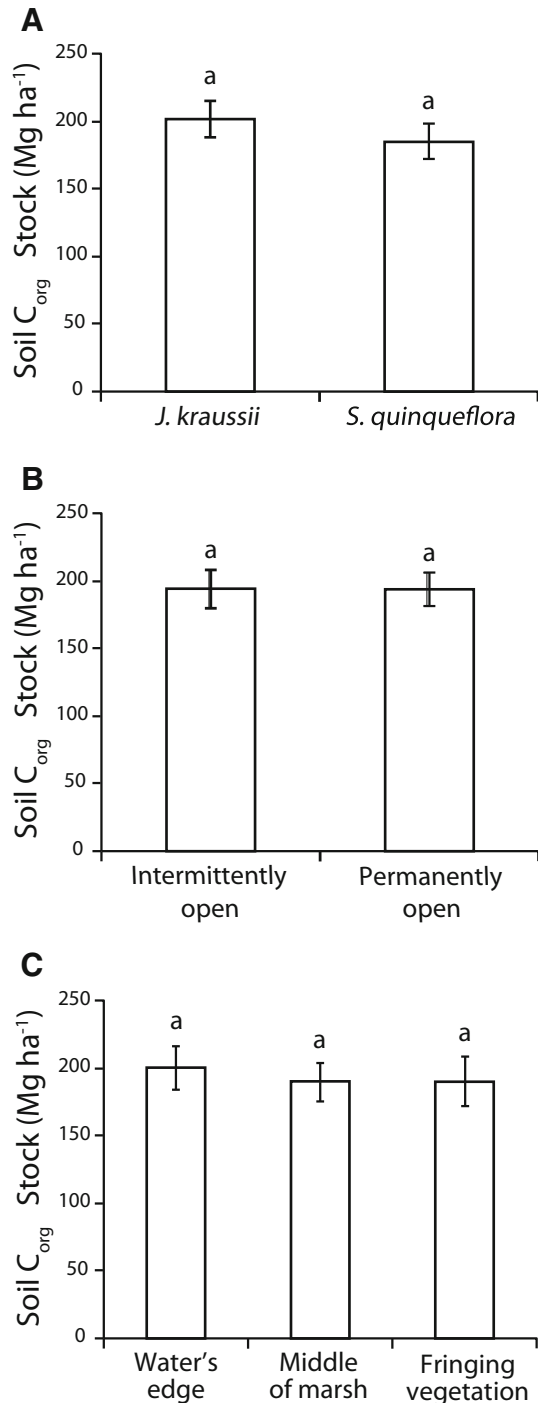 A
Soil C_org Stock (Mg ha⁻¹)
250
200
150
100
50
0
a
a
J. kraussii
S. quinqueflora
B
Soil C_org Stock (Mg ha⁻¹)
250
200
150
100
50
0
a
a
Intermittently
open
Permanently
open
C
Soil C_org Stock (Mg ha⁻¹)
250
200
150
100
50
0
a
a
a
Water's
edge
Middle
of marsh
Fringing
vegetation